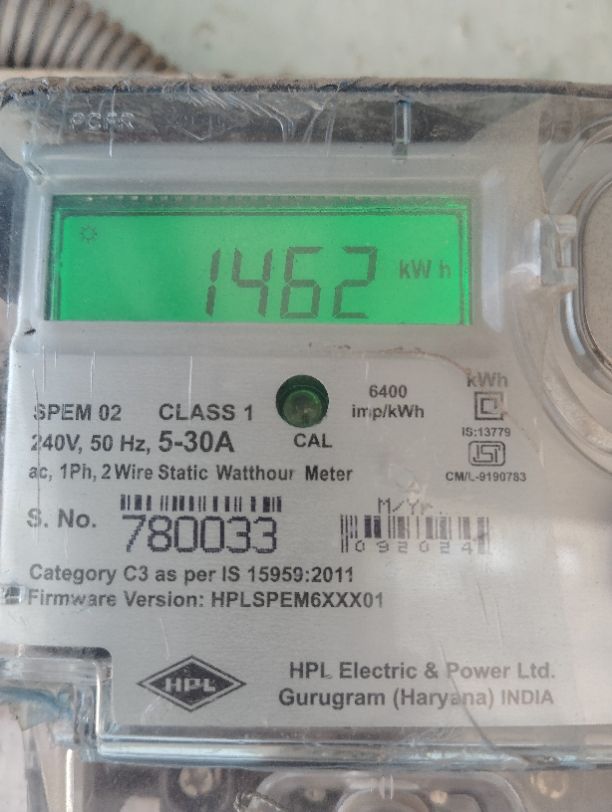 1462 kWh
kWh
SPEM 02 CLASS 1
6400
imp/kWh
CAL
IS:13779
240V, 50 Hz, 5-30A
ISI
ac, 1Ph, 2 Wire Static Watthour Meter
CM/L-9190783
S. No. 780033
M/Yr.
092024
Category C3 as per IS 15959:2011
Firmware Version: HPLSPEM6XXX01
HPL
HPL Electric & Power Ltd.
Gurugram (Haryana) INDIA